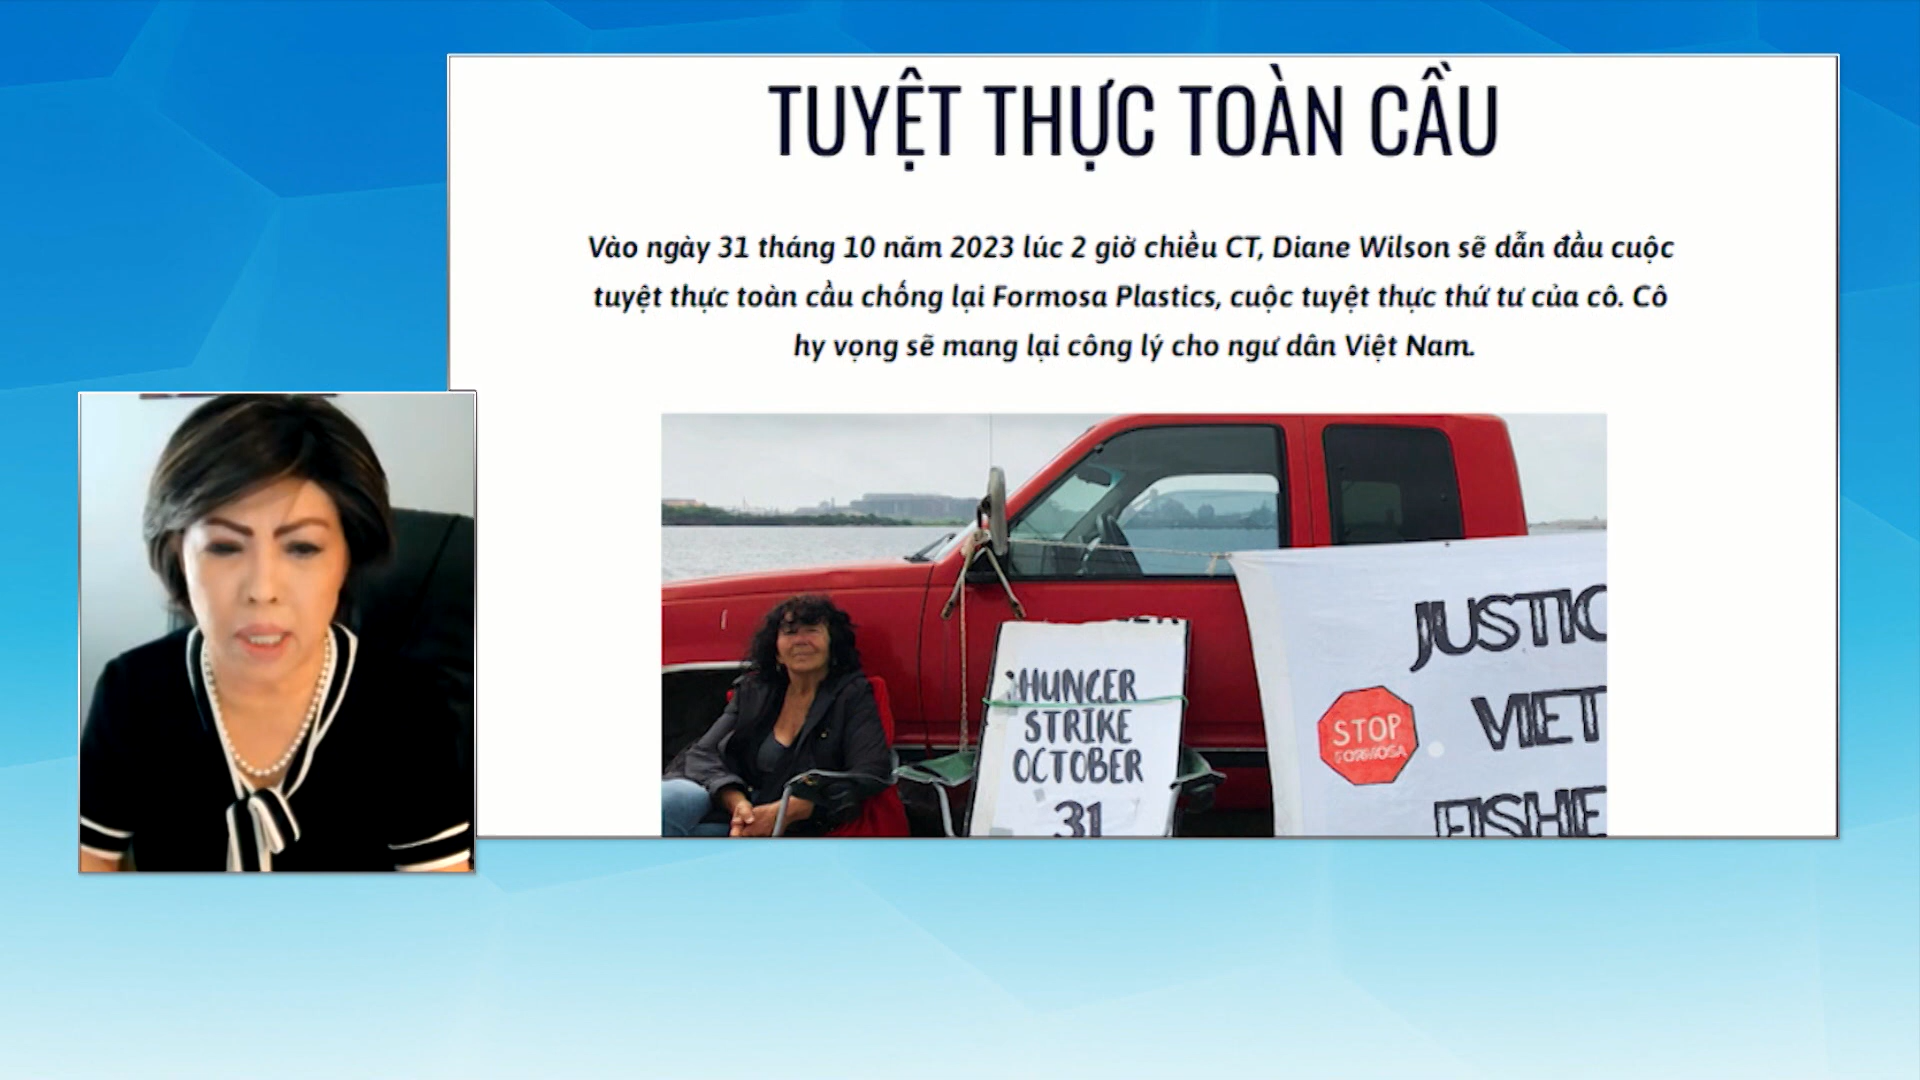 TUYỆT THỰC TOÀN CẦU
Vào ngày 31 tháng 10 năm 2023 lúc 2 giờ chiều CT, Diane Wilson sẽ dẫn đầu cuộc
tuyệt thực toàn cầu chống lại Formosa Plastics, cuộc tuyệt thực thứ tư của cô. Cô
hy vọng sẽ mang lại công lý cho ngư dân Việt Nam.
HUNGER
STRIKE
OCTOBER
31
JUSTIC
VIET
FISHE
STOP
FORMOSA